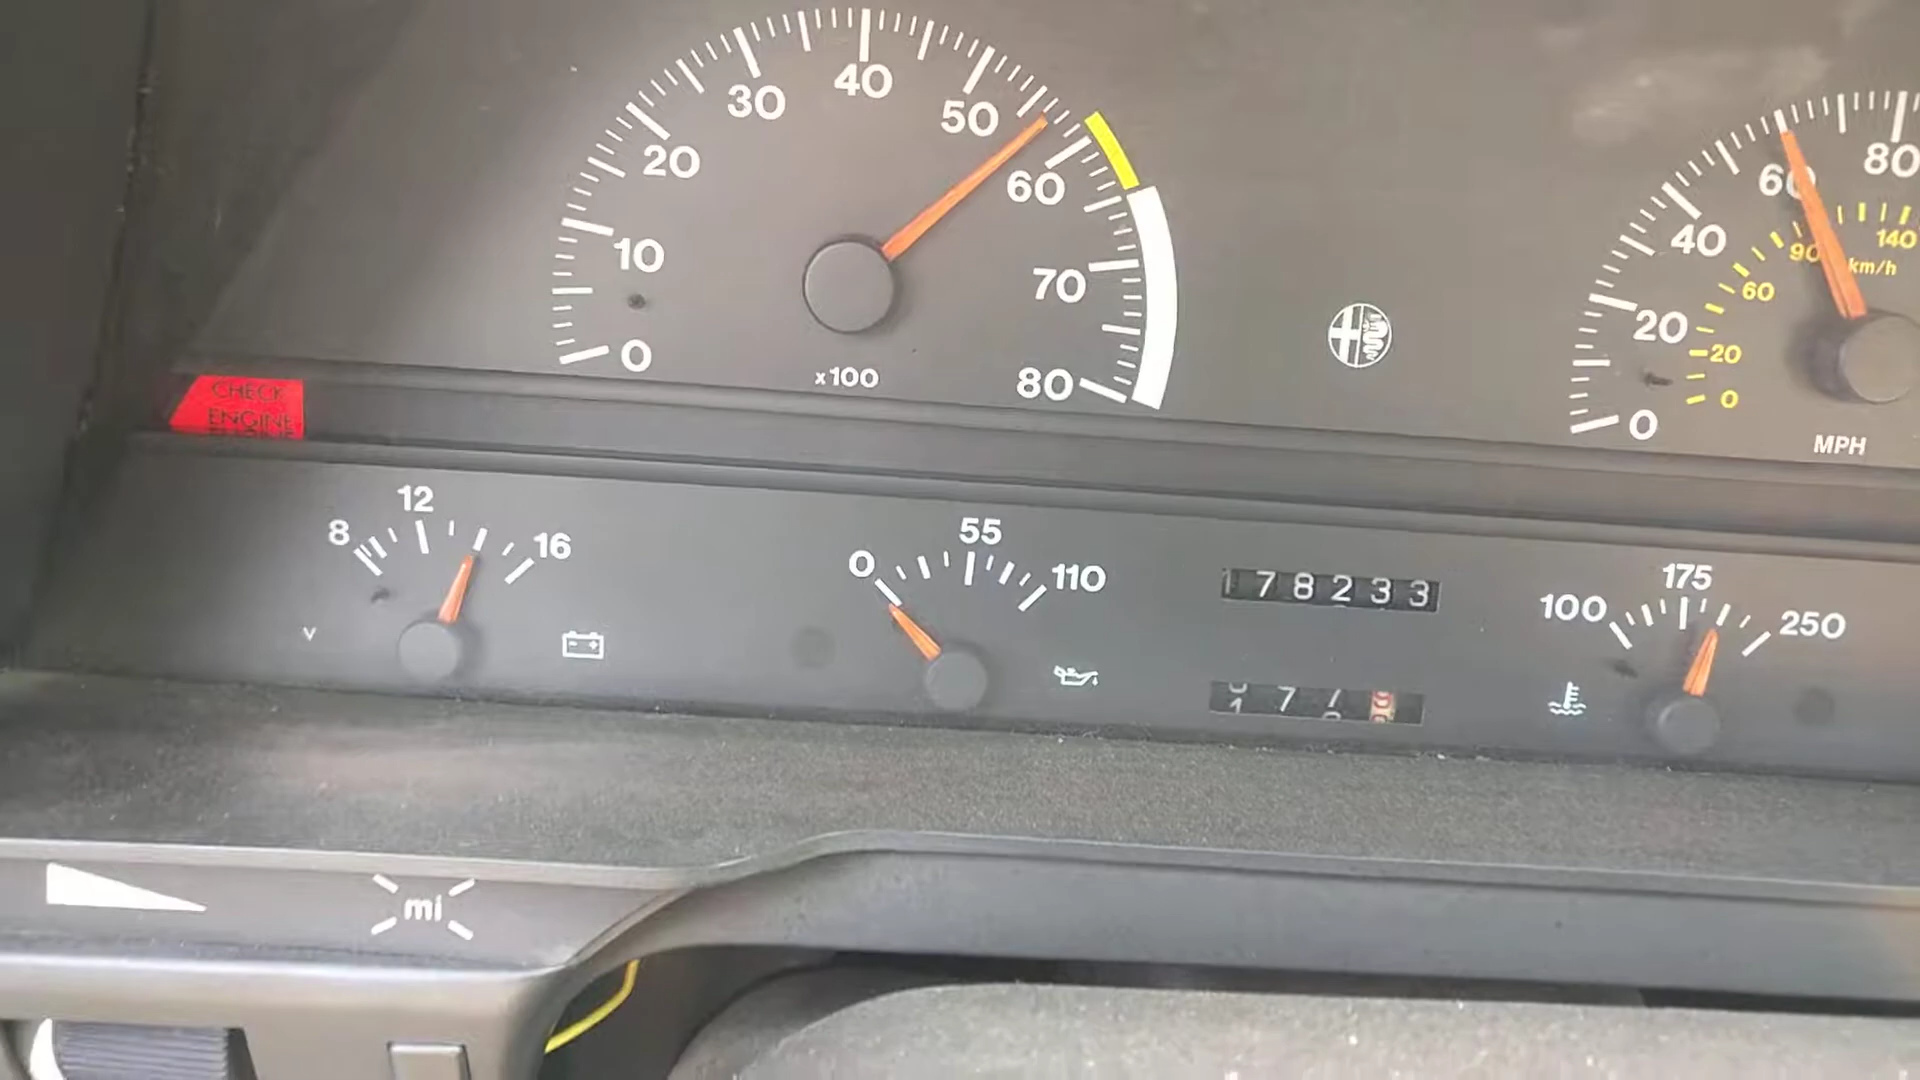 0 10 20 30 40 50 60 70 80
x100
0 20 40 60 80
0 20 60 90 140
km/h
MPH
CHECK
ENGINE
8 12 16
V
0 55 110
178233
177
100 175 250
mi